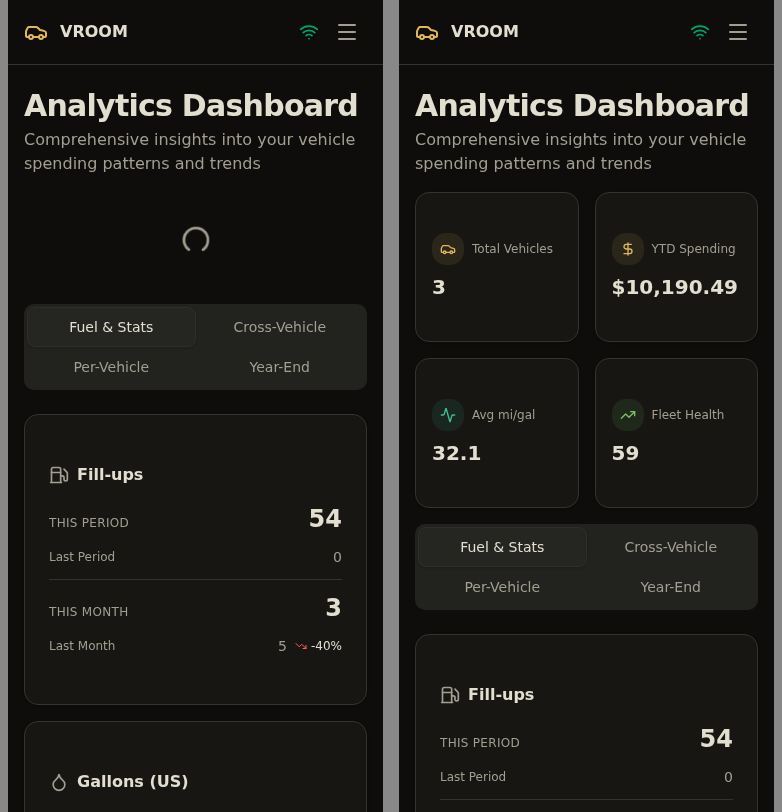 VROOM
Analytics Dashboard
Comprehensive insights into your vehicle
spending patterns and trends
Fuel & Stats
Cross-Vehicle
Per-Vehicle
Year-End
Fill-ups
THIS PERIOD 54
Last Period 0
THIS MONTH 3
Last Month 5 -40%
Gallons (US)
VROOM
Analytics Dashboard
Comprehensive insights into your vehicle
spending patterns and trends
Total Vehicles
3
YTD Spending
$10,190.49
Avg mi/gal
32.1
Fleet Health
59
Fuel & Stats
Cross-Vehicle
Per-Vehicle
Year-End
Fill-ups
THIS PERIOD 54
Last Period 0